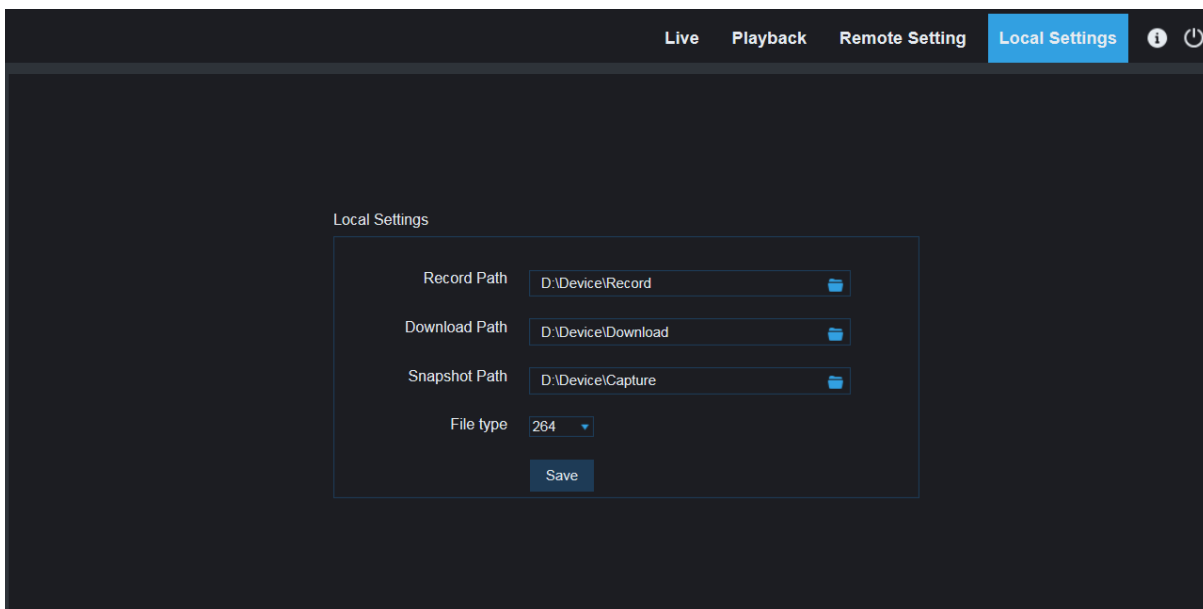 Live Playback Remote Setting Local Settings
Local Settings
Record Path D:\Device\Record
Download Path D:\Device\Download
Snapshot Path D:\Device\Capture
File type 264
Save